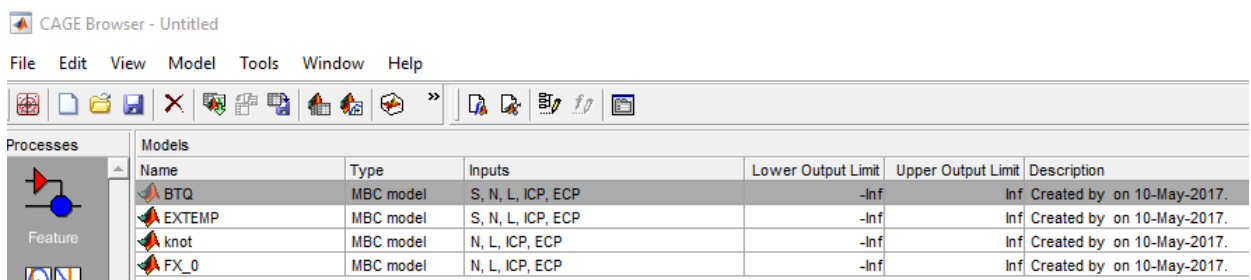 CAGE Browser - Untitled
File Edit View Model Tools Window Help
»
Processes Models
Name Type Inputs Lower Output Limit Upper Output Limit Description
BTQ MBC model S, N, L, ICP, ECP -Inf Inf Created by on 10-May-2017.
EXTEMP MBC model S, N, L, ICP, ECP -Inf Inf Created by on 10-May-2017.
Feature knot MBC model N, L, ICP, ECP -Inf Inf Created by on 10-May-2017.
FX_0 MBC model N, L, ICP, ECP -Inf Inf Created by on 10-May-2017.